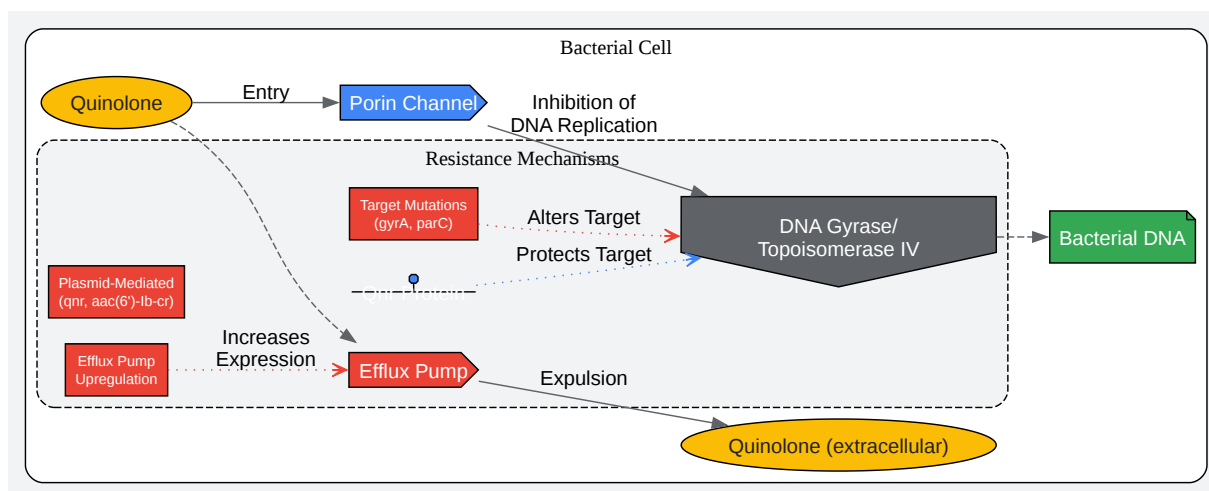 Bacterial Cell
Quinolone
Entry
Porin Channel
Inhibition of
DNA Replication
Resistance Mechanisms
Target Mutations
(gyrA, parC)
Alters Target
DNA Gyrase/
Topoisomerase IV
Bacterial DNA
Protects Target
Plasmid-Mediated
(qnr, aac(6')-Ib-cr)
Qnr Protein
Increases
Expression
Efflux Pump
Upregulation
Efflux Pump
Expulsion
Quinolone (extracellular)